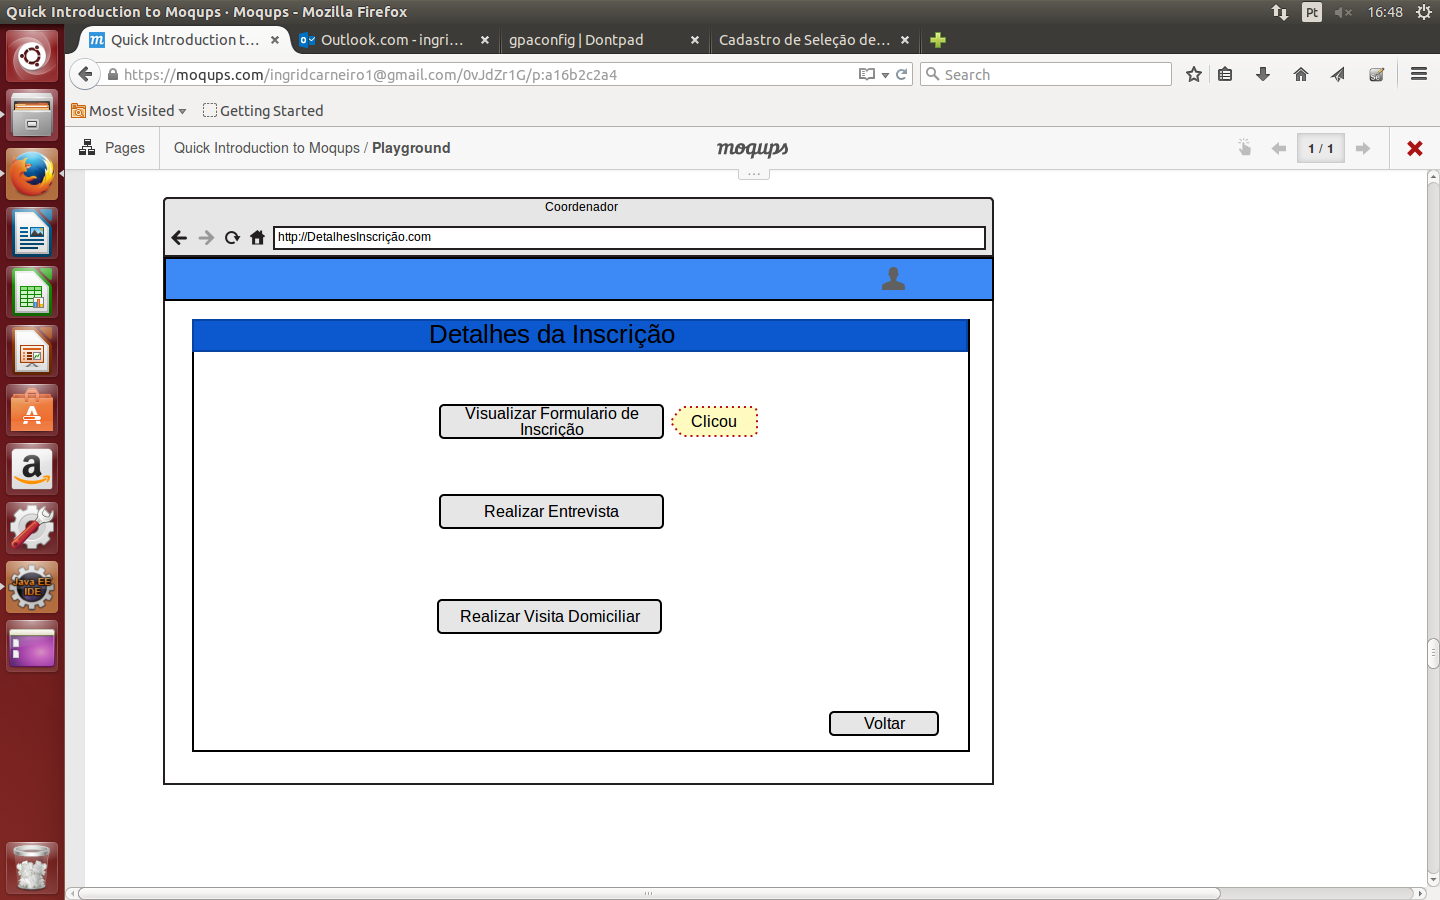 Quick Introduction to Moqups · Moqups - Mozilla Firefox
Pt
16:48
Quick Introduction t...
Outlook.com - ingri...
gpaconfig | Dontpad
Cadastro de Seleção de...
https://moqups.com/ingridcarneiro1@gmail.com/0vJdZr1G/p:a16b2c2a4
Search
Most Visited
Getting Started
Pages
Quick Introduction to Moqups / Playground
moqups
1 / 1
...
Coordenador
http://DetalhesInscrição.com
Detalhes da Inscrição
Visualizar Formulario de
Inscrição
Clicou
Realizar Entrevista
Realizar Visita Domiciliar
Voltar
Java EE
IDE